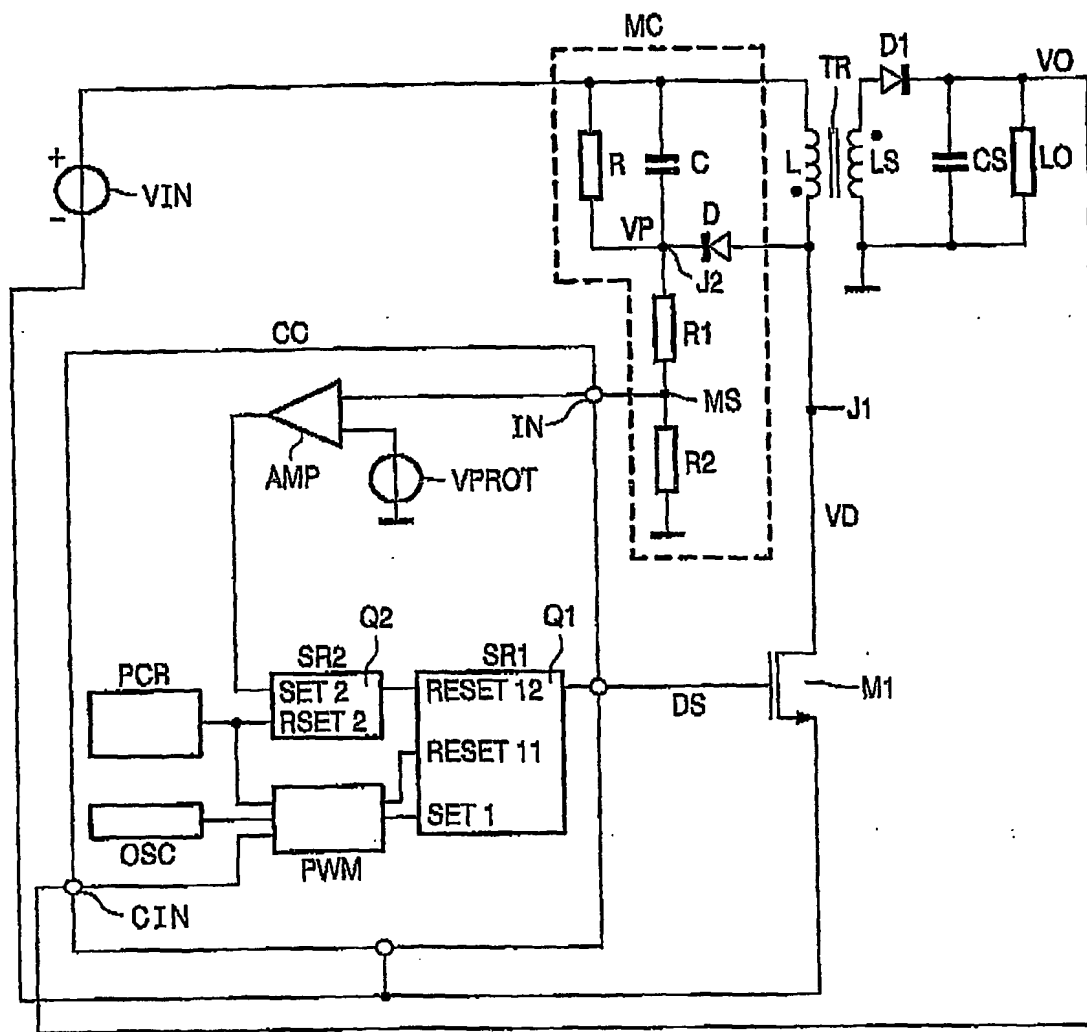 MC
D1
TR
VO
+
R
C
L
LS
CS
LO
VIN
-
VP
D
J2
R1
CC
MS
J1
IN
AMP
R2
VPROT
VD
Q2
Q1
PCR
SR2
SR1
SET 2
RESET 12
M1
RSET 2
DS
RESET 11
SET 1
OSC
PWM
CIN